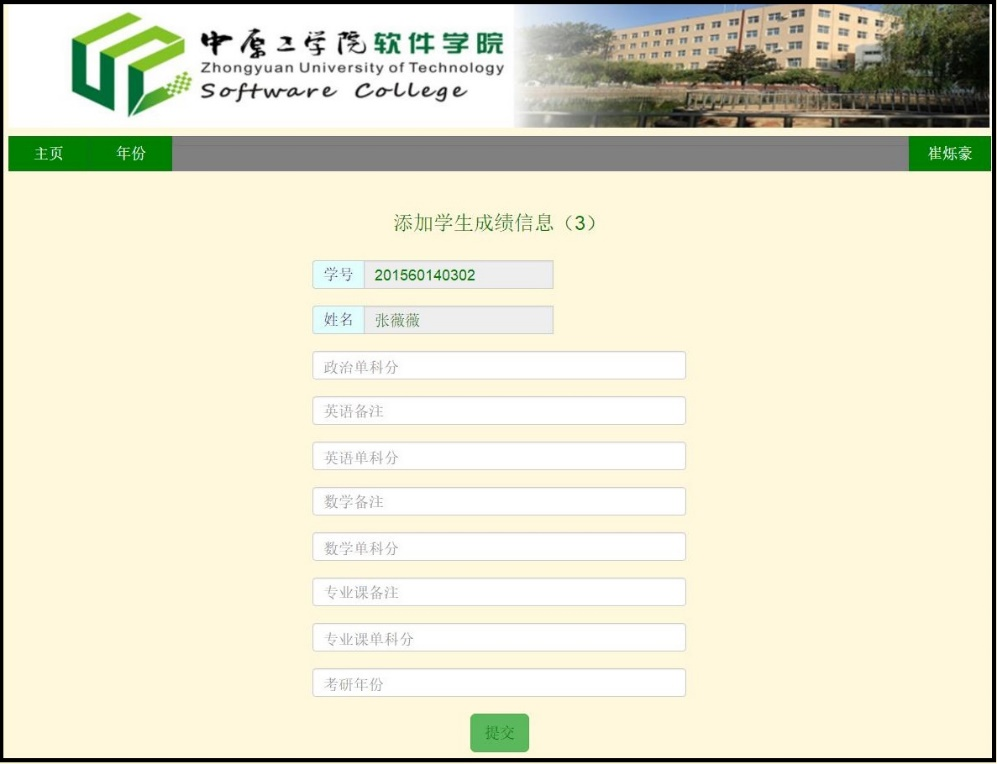 中原工学院软件学院
Zhongyuan University of Technology
Software College
主页 年份 崔烁豪
添加学生成绩信息（3）
学号 201560140302
姓名 张薇薇
政治单科分
英语备注
英语单科分
数学备注
数学单科分
专业课备注
专业课单科分
考研年份
提交